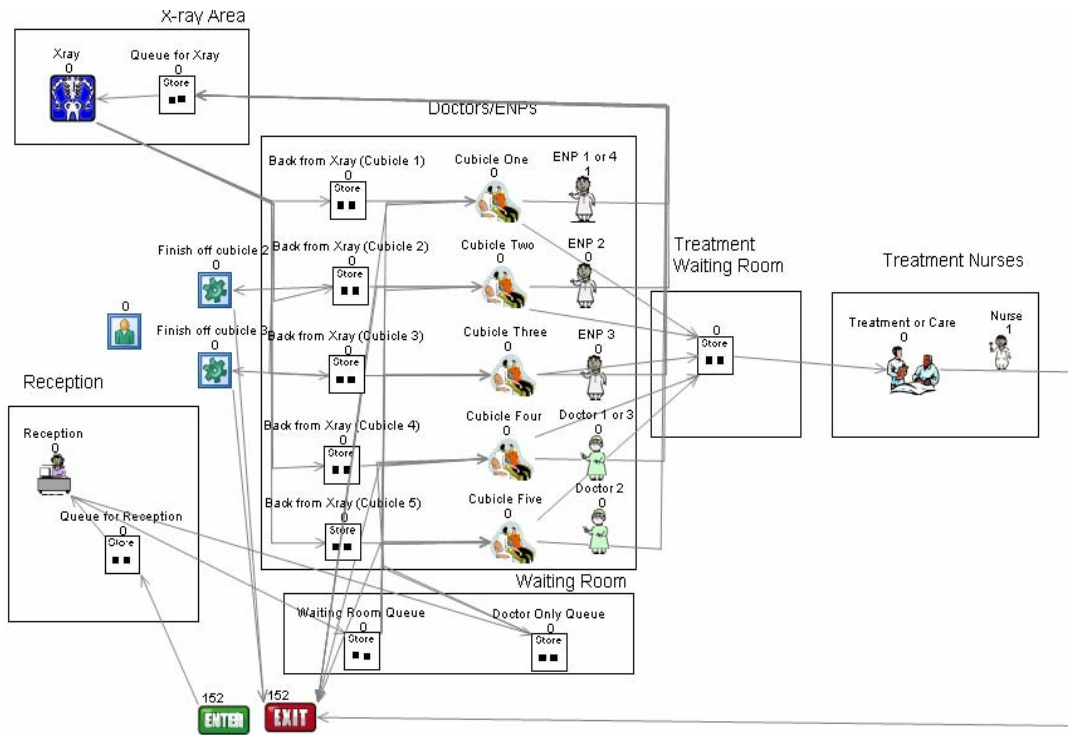 X-ray Area
Xray
0
Queue for Xray
0
Store
Doctors/ENPs
Back from Xray (Cubicle 1)
0
Store
Cubicle One
0
ENP 1 or 4
1
Finish off cubicle 2
0
Back from Xray (Cubicle 2)
0
Store
Cubicle Two
0
ENP 2
0
Treatment
Waiting Room
0
Store
Treatment Nurses
Treatment or Care
0
Nurse
1
0
Finish off cubicle 3
0
Back from Xray (Cubicle 3)
0
Store
Cubicle Three
0
ENP 3
0
Back from Xray (Cubicle 4)
0
Store
Cubicle Four
0
Doctor 1 or 3
0
Back from Xray (Cubicle 5)
0
Store
Cubicle Five
0
Doctor 2
0
Reception
Reception
0
Queue for Reception
0
Store
Waiting Room
Waiting Room Queue
0
Store
Doctor Only Queue
0
Store
152
ENTER
152
EXIT